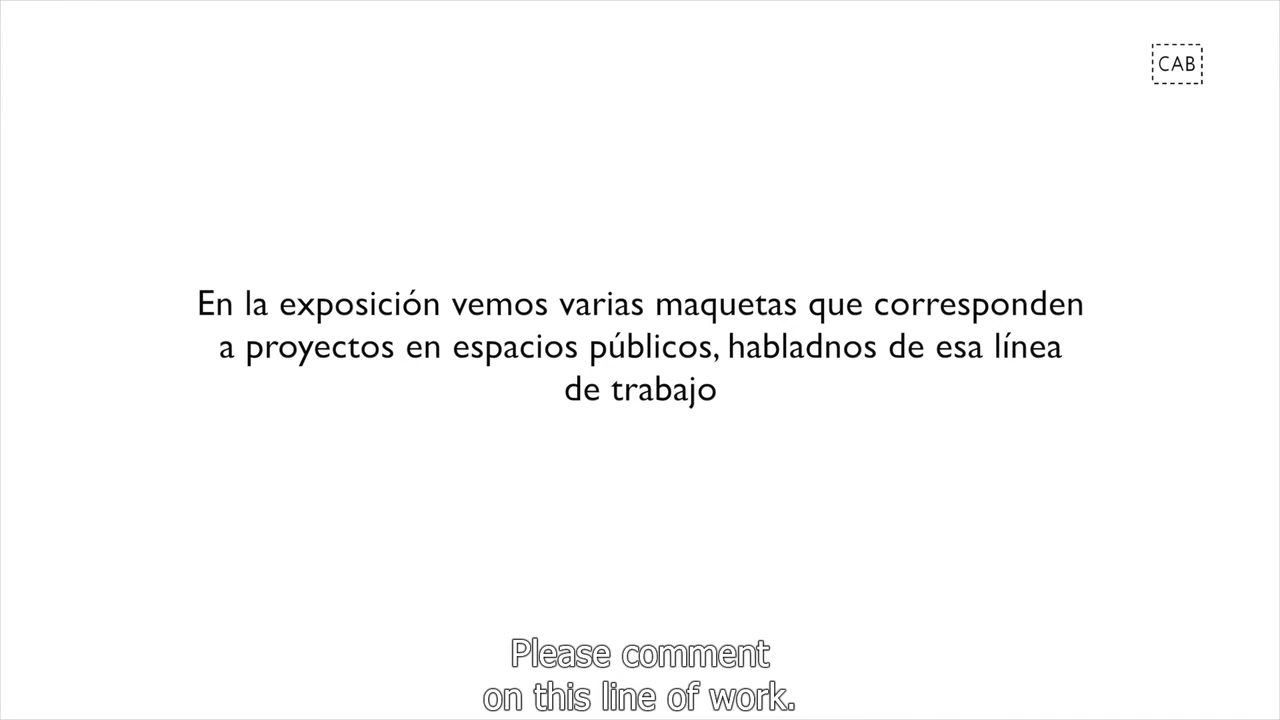 CAB
En la exposición vemos varias maquetas que corresponden
a proyectos en espacios públicos, habladnos de esa línea
de trabajo
Please comment
on this line of work.